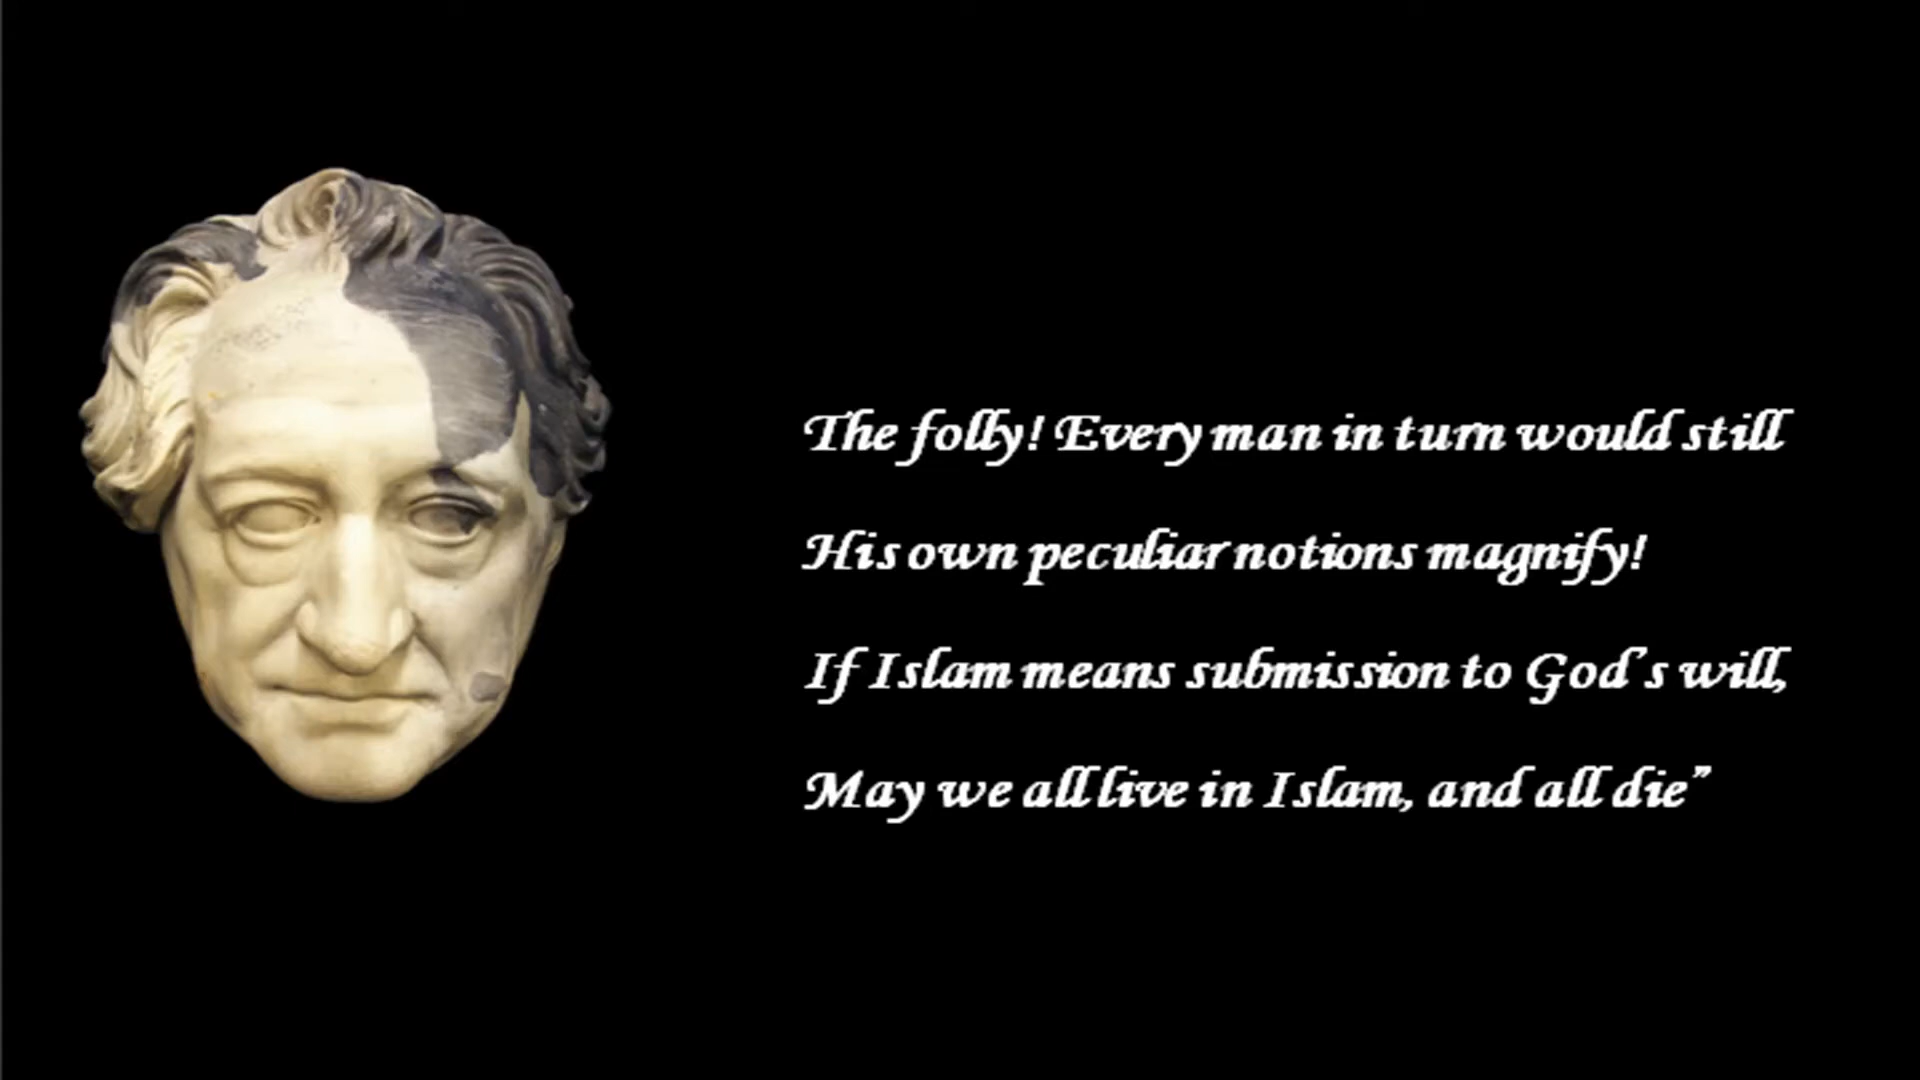 The folly! Every man in turn would still
His own peculiar notions magnify!
If Islam means submission to God's will,
May we all live in Islam, and all die”